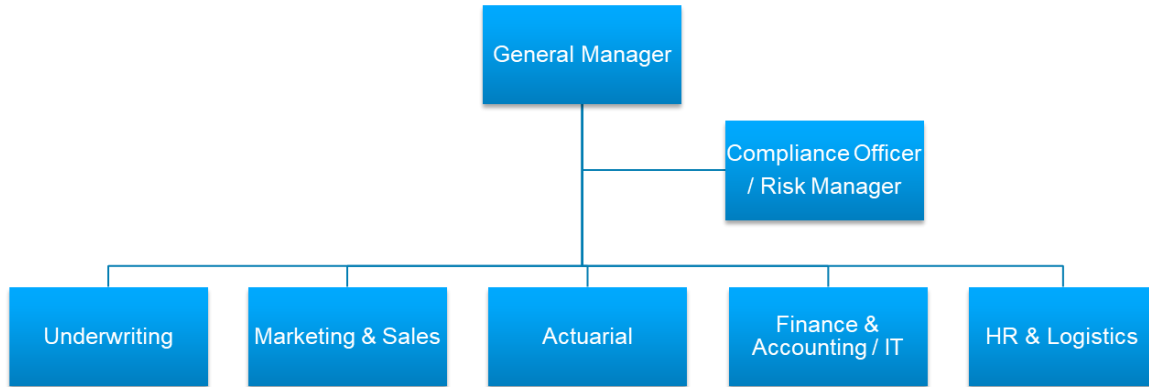 General Manager
Compliance Officer
/ Risk Manager
Underwriting
Marketing & Sales
Actuarial
Finance &
Accounting / IT
HR & Logistics